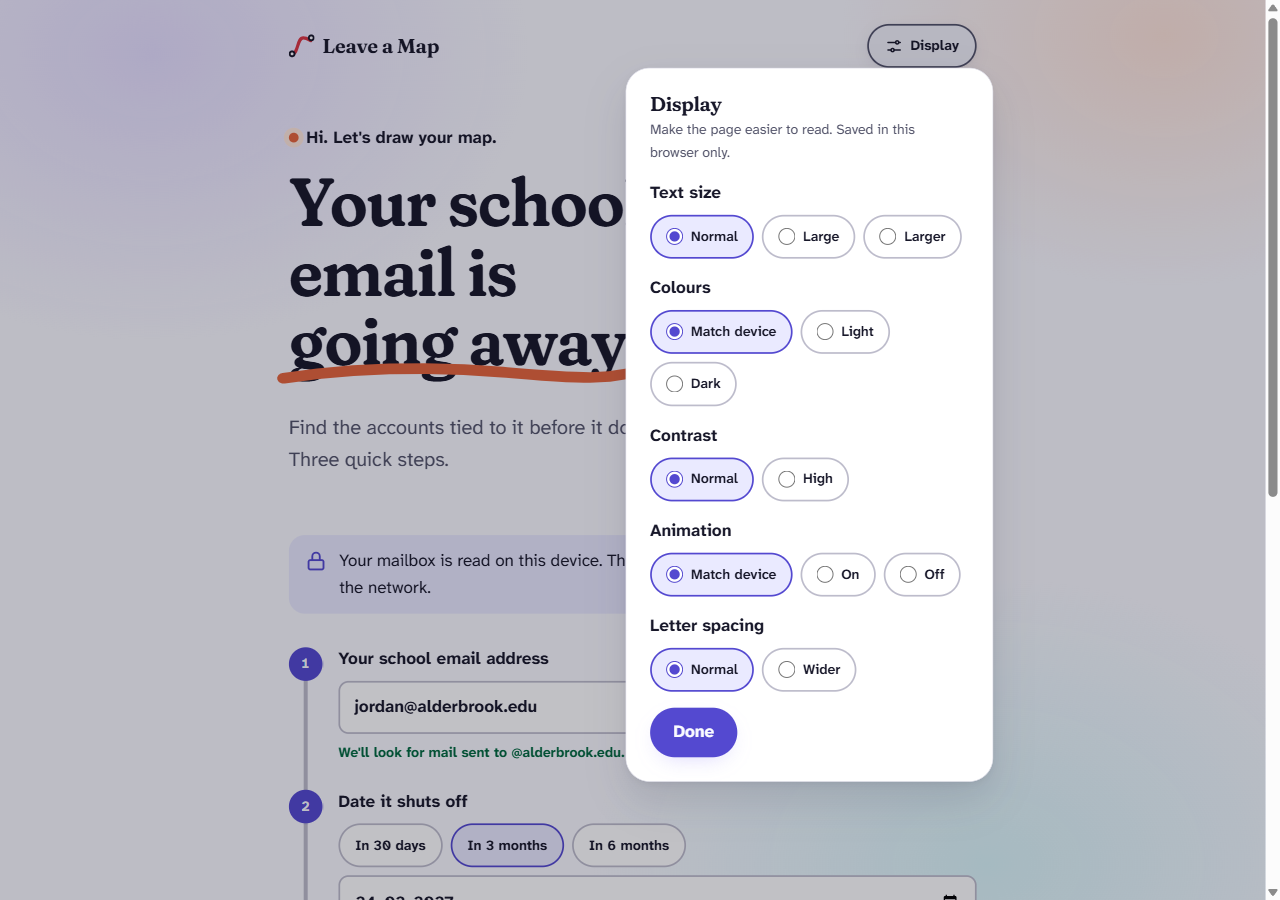 Leave a Map
Display
Hi. Let's draw your map.
Your schoo
email is
going away
Find the accounts tied to it before it do
Three quick steps.
Your mailbox is read on this device. Th
the network.
1
Your school email address
jordan@alderbrook.edu
We'll look for mail sent to @alderbrook.edu.
2
Date it shuts off
In 30 days
In 3 months
In 6 months
Display
Make the page easier to read. Saved in this
browser only.
Text size
Normal
Large
Larger
Colours
Match device
Light
Dark
Contrast
Normal
High
Animation
Match device
On
Off
Letter spacing
Normal
Wider
Done